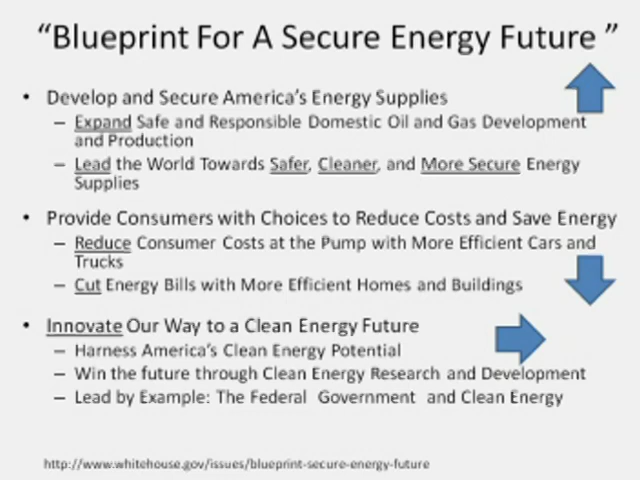 “Blueprint For A Secure Energy Future ”
• Develop and Secure America’s Energy Supplies
– Expand Safe and Responsible Domestic Oil and Gas Development
and Production
– Lead the World Towards Safer, Cleaner, and More Secure Energy
Supplies
• Provide Consumers with Choices to Reduce Costs and Save Energy
– Reduce Consumer Costs at the Pump with More Efficient Cars and
Trucks
– Cut Energy Bills with More Efficient Homes and Buildings
• Innovate Our Way to a Clean Energy Future
– Harness America’s Clean Energy Potential
– Win the future through Clean Energy Research and Development
– Lead by Example: The Federal Government and Clean Energy
http://www.whitehouse.gov/issues/blueprint-secure-energy-future